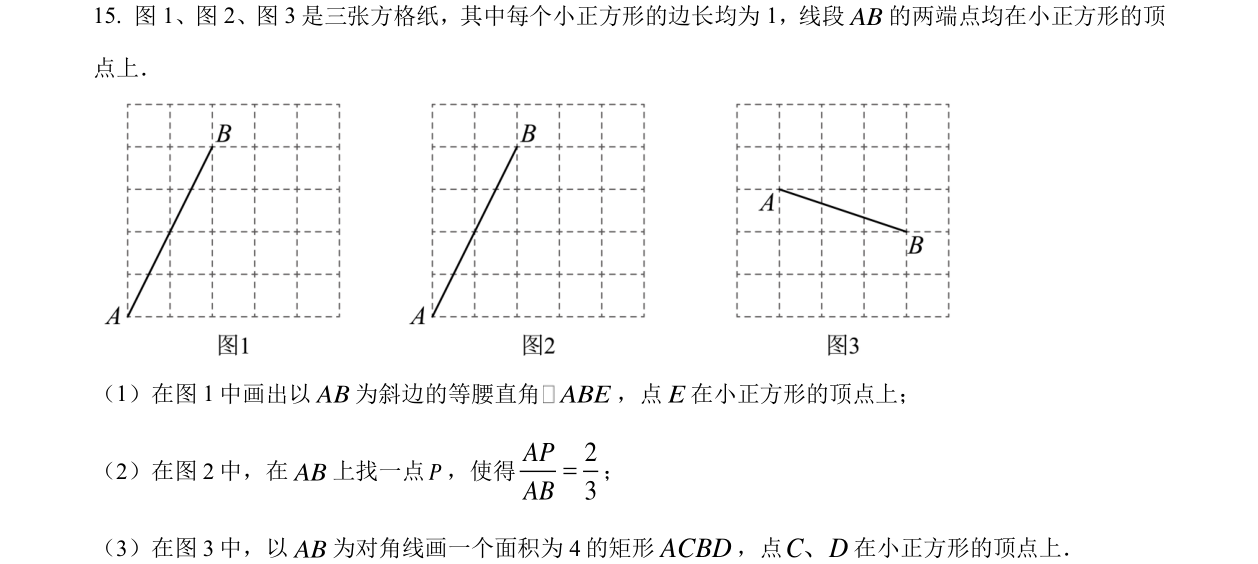 15. 图 1、图 2、图 3 是三张方格纸，其中每个小正方形的边长均为 1，线段 AB 的两端点均在小正方形的顶
点上．
B B
A
B
A A
图1 图2 图3
（1）在图 1 中画出以 AB 为斜边的等腰直角□ABE，点 E 在小正方形的顶点上；
（2）在图 2 中，在 AB 上找一点 P，使得 AP/AB = 2/3；
（3）在图 3 中，以 AB 为对角线画一个面积为 4 的矩形 ACBD，点 C、D 在小正方形的顶点上．